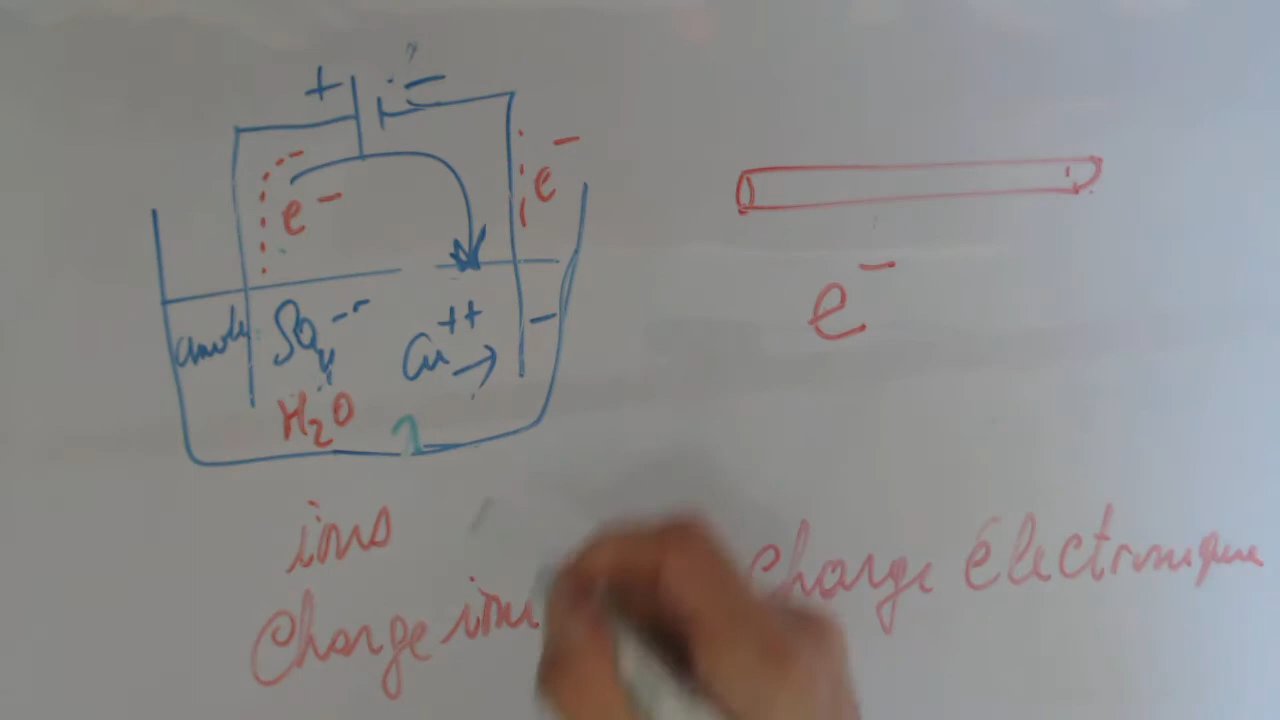 + −
e− e−
anode SO4−− Cu++ −
H2O
e−
ions
Charge ioni charge électronique